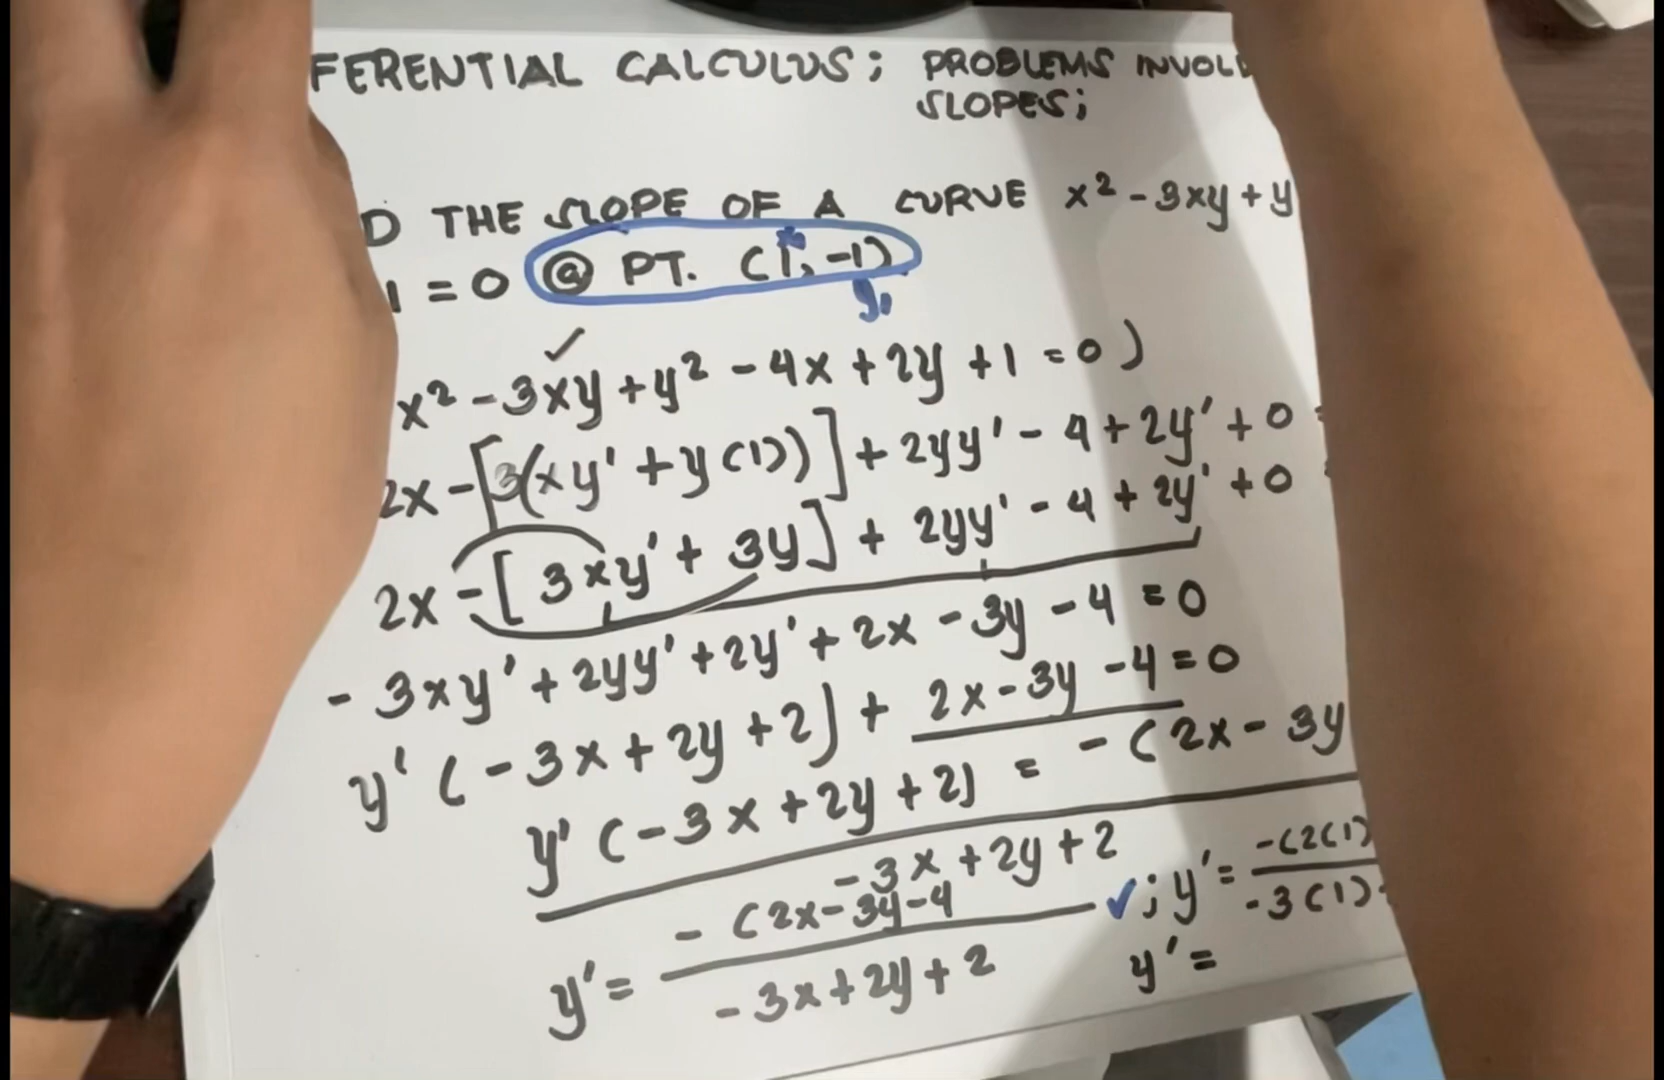 FERENTIAL CALCULUS; PROBLEMS INVOL
SLOPES;
D THE SLOPE OF A CURVE x² - 3xy + y
1 = 0 @ PT. (1, -1)
y₁
✓
x² - 3xy + y² - 4x + 2y + 1 = 0)
2x - [3(xy' + y(1))] + 2yy' - 4 + 2y' + 0
2x - [3xy' + 3y] + 2yy' - 4 + 2y' + 0
- 3xy' + 2yy' + 2y' + 2x - 3y - 4 = 0
y' (-3x + 2y + 2) + 2x - 3y - 4 = 0
y' (-3x + 2y + 2) = - (2x - 3y
-3x + 2y + 2
y' = - (2x - 3y - 4 / -3x + 2y + 2 ✓; y' = -(2(1) / -3(1)
y' =